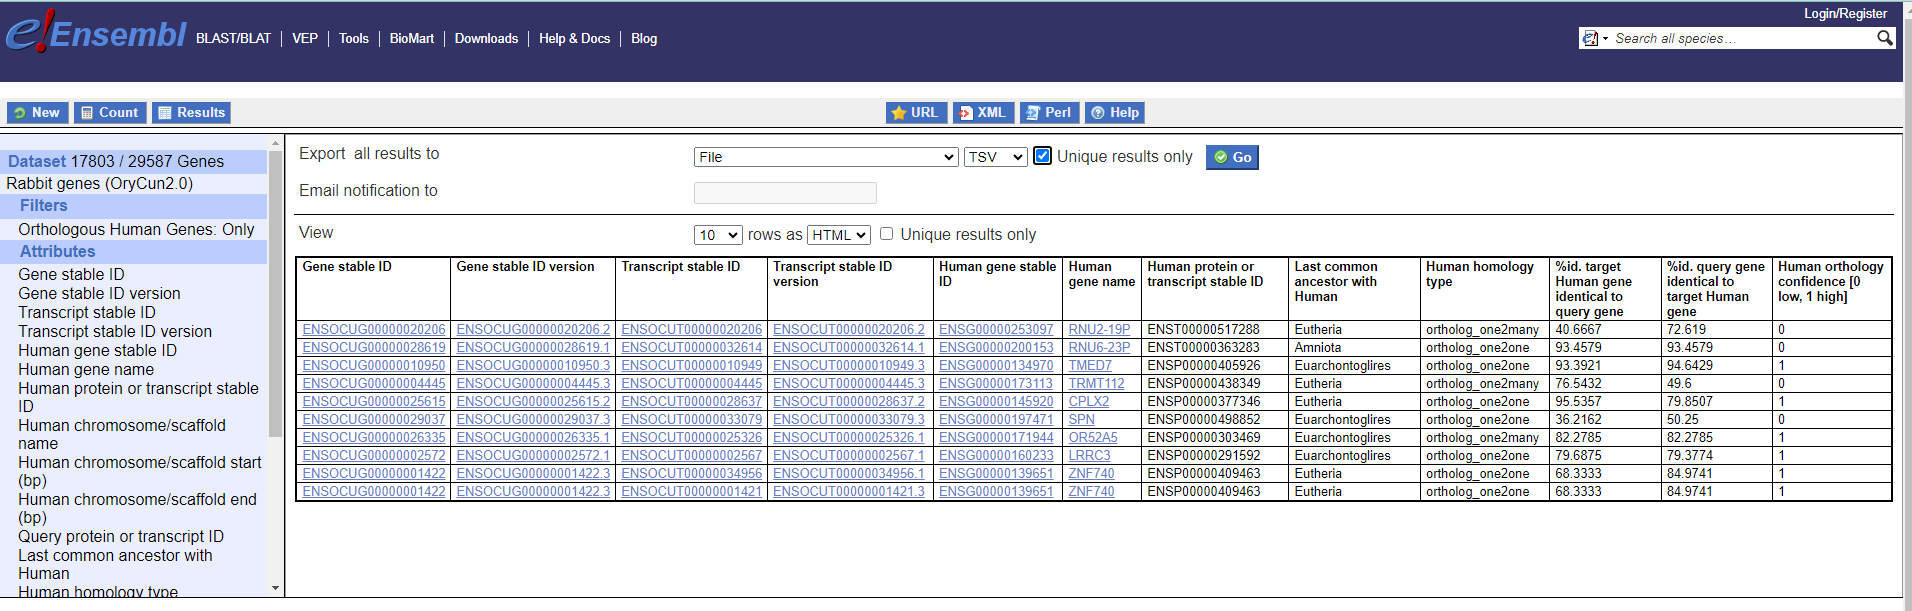 Login/Register
e!Ensembl BLAST/BLAT VEP Tools BioMart Downloads Help & Docs Blog
e! Search all species…
New Count Results URL XML Perl Help
Dataset 17803 / 29587 Genes
Rabbit genes (OryCun2.0)
Filters
Orthologous Human Genes: Only
Attributes
Gene stable ID
Gene stable ID version
Transcript stable ID
Transcript stable ID version
Human gene stable ID
Human gene name
Human protein or transcript stable
ID
Human chromosome/scaffold
name
Human chromosome/scaffold start
(bp)
Human chromosome/scaffold end
(bp)
Query protein or transcript ID
Last common ancestor with
Human
Human homology type
Export all results to File TSV Unique results only Go
Email notification to
View 10 rows as HTML Unique results only
Gene stable ID
Gene stable ID version
Transcript stable ID
Transcript stable ID
version
Human gene stable
ID
Human
gene name
Human protein or
transcript stable ID
Last common
ancestor with
Human
Human homology
type
%id. target
Human gene
identical to
query gene
%id. query gene
identical to
target Human
gene
Human orthology
confidence [0
low, 1 high]
ENSOCUG00000020206 ENSOCUG00000020206.2 ENSOCUT00000020206 ENSOCUT00000020206.2 ENSG00000253097 RNU2-19P ENST00000517288 Eutheria ortholog_one2many 40.6667 72.619 0
ENSOCUG00000028619 ENSOCUG00000028619.1 ENSOCUT00000032614 ENSOCUT00000032614.1 ENSG00000200153 RNU6-23P ENST00000363283 Amniota ortholog_one2one 93.4579 93.4579 0
ENSOCUG00000010950 ENSOCUG00000010950.3 ENSOCUT00000010949 ENSOCUT00000010949.3 ENSG00000134970 TMED7 ENSP00000405926 Euarchontoglires ortholog_one2one 93.3921 94.6429 1
ENSOCUG00000004445 ENSOCUG00000004445.3 ENSOCUT00000004445 ENSOCUT00000004445.3 ENSG00000173113 TRMT112 ENSP00000438349 Eutheria ortholog_one2many 76.5432 49.6 0
ENSOCUG00000025615 ENSOCUG00000025615.2 ENSOCUT00000028637 ENSOCUT00000028637.2 ENSG00000145920 CPLX2 ENSP00000377346 Eutheria ortholog_one2one 95.5357 79.8507 1
ENSOCUG00000029037 ENSOCUG00000029037.3 ENSOCUT00000033079 ENSOCUT00000033079.3 ENSG00000197471 SPN ENSP00000498852 Euarchontoglires ortholog_one2one 36.2162 50.25 0
ENSOCUG00000026335 ENSOCUG00000026335.1 ENSOCUT00000025326 ENSOCUT00000025326.1 ENSG00000171944 OR52A5 ENSP00000303469 Euarchontoglires ortholog_one2many 82.2785 82.2785 1
ENSOCUG00000002572 ENSOCUG00000002572.1 ENSOCUT00000002567 ENSOCUT00000002567.1 ENSG00000160233 LRRC3 ENSP00000291592 Euarchontoglires ortholog_one2one 79.6875 79.3774 1
ENSOCUG00000001422 ENSOCUG00000001422.3 ENSOCUT00000034956 ENSOCUT00000034956.1 ENSG00000139651 ZNF740 ENSP00000409463 Eutheria ortholog_one2one 68.3333 84.9741 1
ENSOCUG00000001422 ENSOCUG00000001422.3 ENSOCUT00000001421 ENSOCUT00000001421.3 ENSG00000139651 ZNF740 ENSP00000409463 Eutheria ortholog_one2one 68.3333 84.9741 1